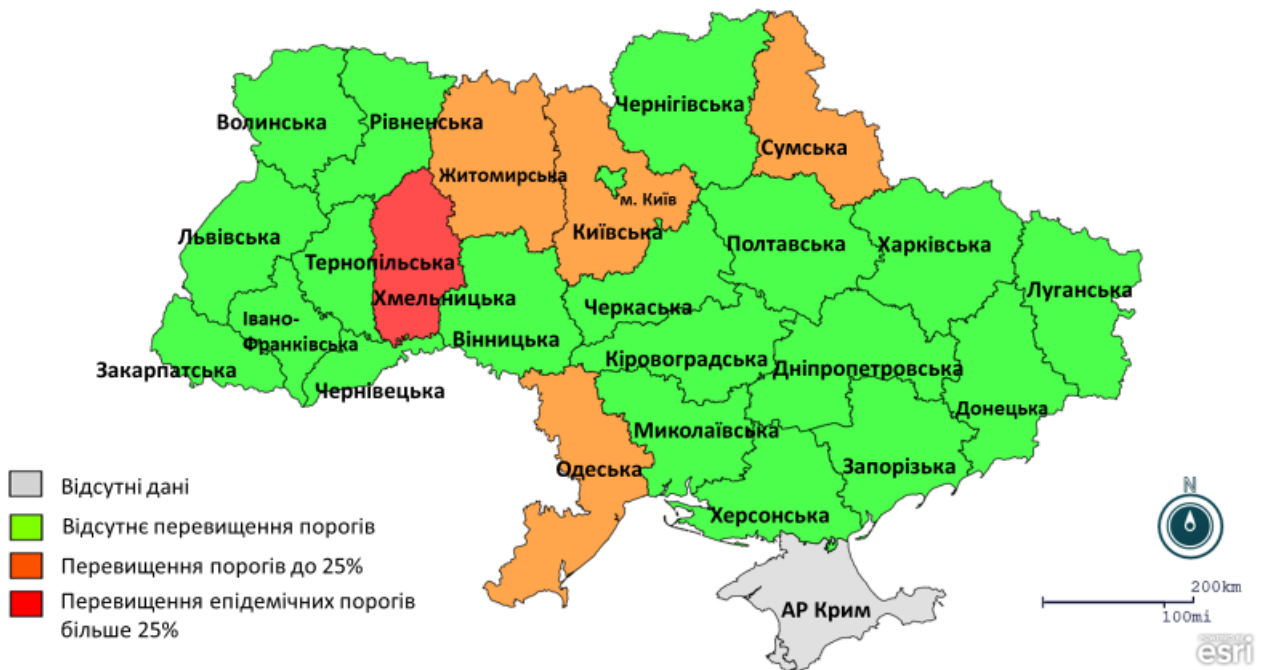 Чернігівська
Волинська
Рівненська
Сумська
Житомирська
м. Київ
Київська
Львівська
Полтавська
Харківська
Тернопільська
Хмельницька
Луганська
Черкаська
Івано-
Франківська
Вінницька
Кіровоградська
Закарпатська
Дніпропетровська
Чернівецька
Донецька
Миколаївська
Одеська
Запорізька
Херсонська
АР Крим
Відсутні дані
Відсутнє перевищення порогів
Перевищення порогів до 25%
Перевищення епідемічних порогів
більше 25%
N
200km
100mi
POWERED BY
esri